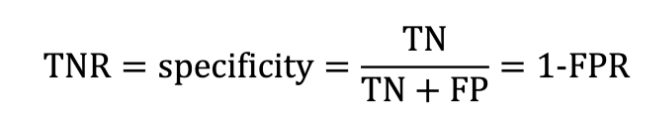 TNR = specificity = TN / TN + FP = 1-FPR